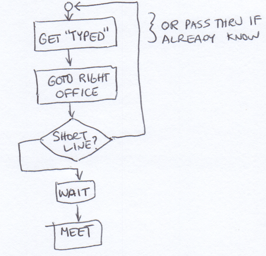 GET "TYPED"
OR PASS THRU IF
ALREADY KNOW
GOTO RIGHT
OFFICE
SHORT
LINE?
WAIT
MEET